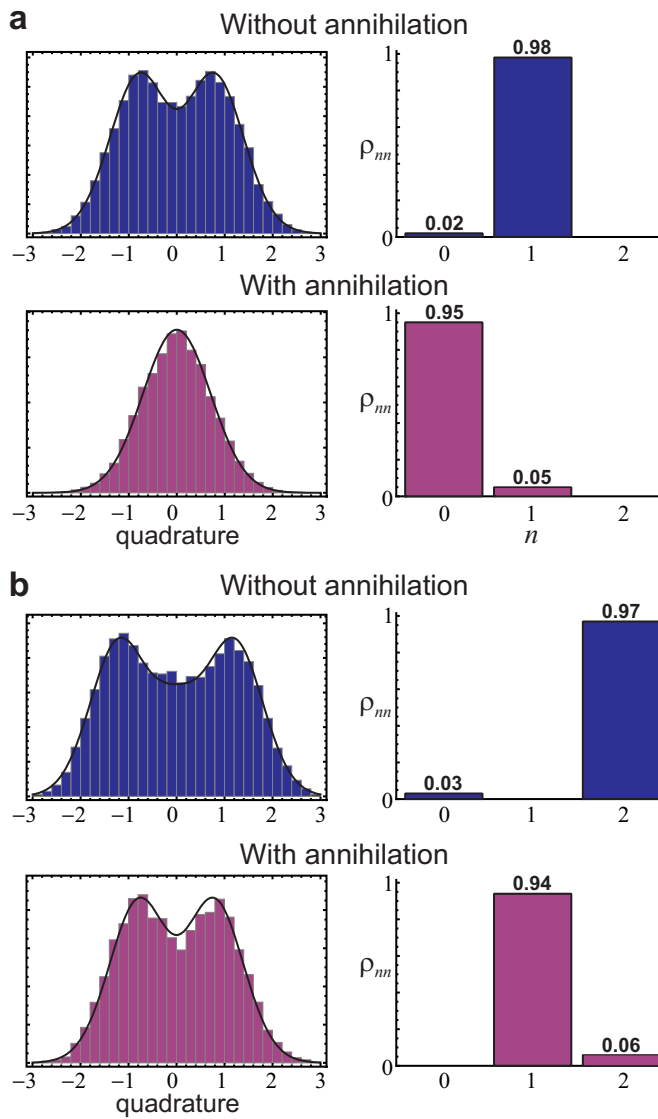 a
Without annihilation
1
0.98
ρnn
0.02
0
−3 −2 −1 0 1 2 3
0 1 2
With annihilation
1
0.95
ρnn
0.05
0
−3 −2 −1 0 1 2 3
0 1 2
quadrature
n
b
Without annihilation
1
0.97
ρnn
0.03
0
−3 −2 −1 0 1 2 3
0 1 2
With annihilation
1
0.94
ρnn
0.06
0
−3 −2 −1 0 1 2 3
0 1 2
quadrature